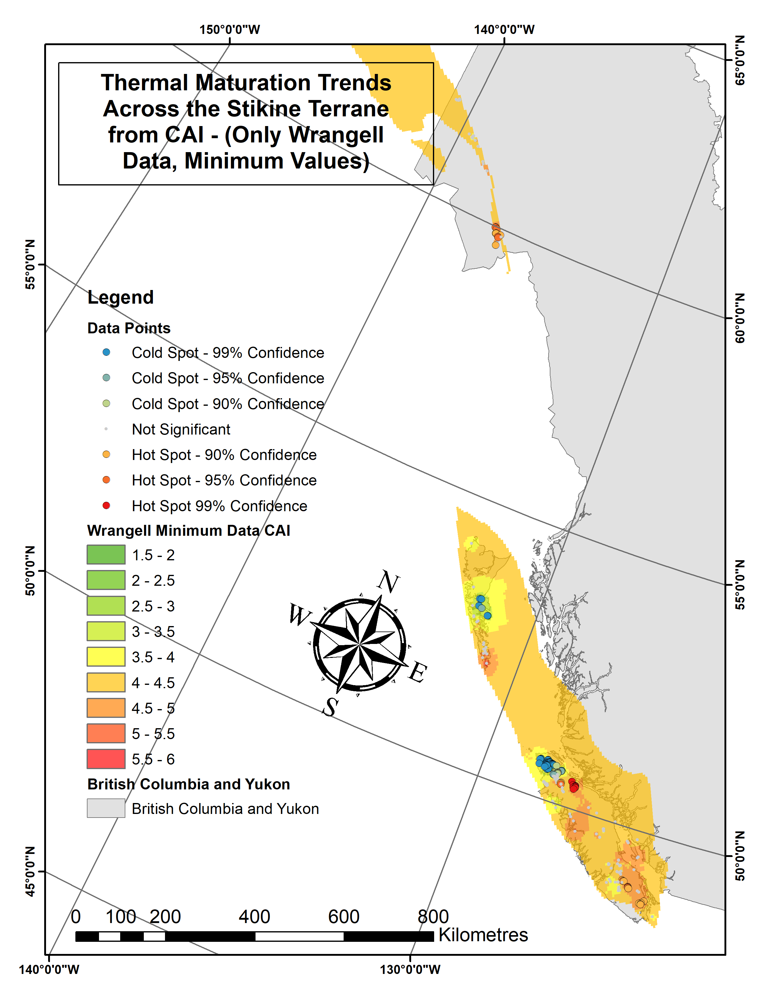 150°0'0"W
140°0'0"W
Thermal Maturation Trends
Across the Stikine Terrane
from CAI - (Only Wrangell
Data, Minimum Values)
65°0'0"N
55°0'0"N
60°0'0"N
Legend
Data Points
Cold Spot - 99% Confidence
Cold Spot - 95% Confidence
Cold Spot - 90% Confidence
Not Significant
Hot Spot - 90% Confidence
Hot Spot - 95% Confidence
Hot Spot 99% Confidence
Wrangell Minimum Data CAI
1.5 - 2
2 - 2.5
2.5 - 3
3 - 3.5
3.5 - 4
4 - 4.5
4.5 - 5
5 - 5.5
5.5 - 6
British Columbia and Yukon
British Columbia and Yukon
50°0'0"N
55°0'0"N
N
W
E
S
45°0'0"N
50°0'0"N
0 100 200 400 600 800
Kilometres
140°0'0"W
130°0'0"W